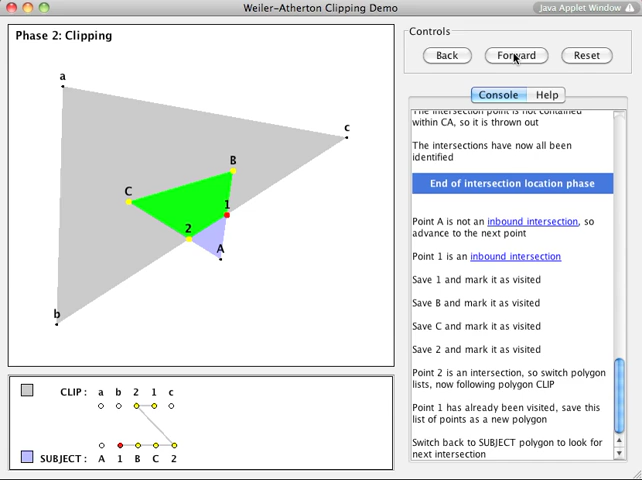 Weiler-Atherton Clipping Demo
Java Applet Window
Phase 2: Clipping
a
c
B
C
1
2
A
b
CLIP: a b 2 1 c
SUBJECT: A 1 B C 2
Controls
Back Forward Reset
Console Help
The intersection point is not contained
within CA, so it is thrown out
The intersections have now all been
identified
End of intersection location phase
Point A is not an inbound intersection, so
advance to the next point
Point 1 is an inbound intersection
Save 1 and mark it as visited
Save B and mark it as visited
Save C and mark it as visited
Save 2 and mark it as visited
Point 2 is an intersection, so switch polygon
lists, now following polygon CLIP
Point 1 has already been visited, save this
list of points as a new polygon
Switch back to SUBJECT polygon to look for
next intersection